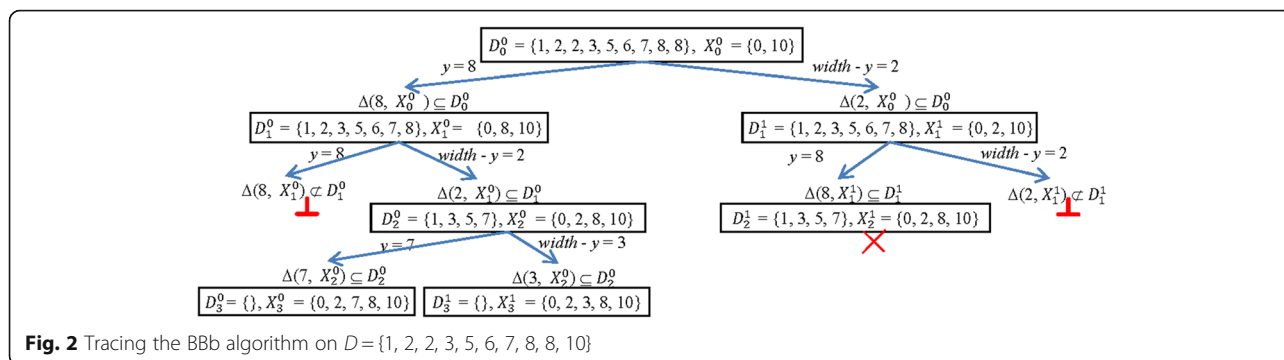 D₀⁰ = {1, 2, 2, 3, 5, 6, 7, 8, 8}, X₀⁰ = {0, 10}
y = 8
width - y = 2
Δ(8, X₀⁰ ) ⊆ D₀⁰
Δ(2, X₀⁰ ) ⊆ D₀⁰
D₁⁰ = {1, 2, 3, 5, 6, 7, 8}, X₁⁰ = {0, 8, 10}
D₁¹ = {1, 2, 3, 5, 6, 7, 8}, X₁¹ = {0, 2, 10}
y = 8
width - y = 2
y = 8
width - y = 2
Δ(8, X₁⁰) ⊄ D₁⁰
Δ(2, X₁⁰) ⊆ D₁⁰
Δ(8, X₁¹) ⊆ D₁¹
Δ(2, X₁¹) ⊄ D₁¹
D₂⁰ = {1, 3, 5, 7}, X₂⁰ = {0, 2, 8, 10}
D₂¹ = {1, 3, 5, 7}, X₂¹ = {0, 2, 8, 10}
y = 7
width - y = 3
Δ(7, X₂⁰) ⊆ D₂⁰
Δ(3, X₂⁰) ⊆ D₂⁰
D₃⁰ = {}, X₃⁰ = {0, 2, 7, 8, 10}
D₃¹ = {}, X₃¹ = {0, 2, 3, 8, 10}
Fig. 2 Tracing the BBb algorithm on D = {1, 2, 2, 3, 5, 6, 7, 8, 8, 10}